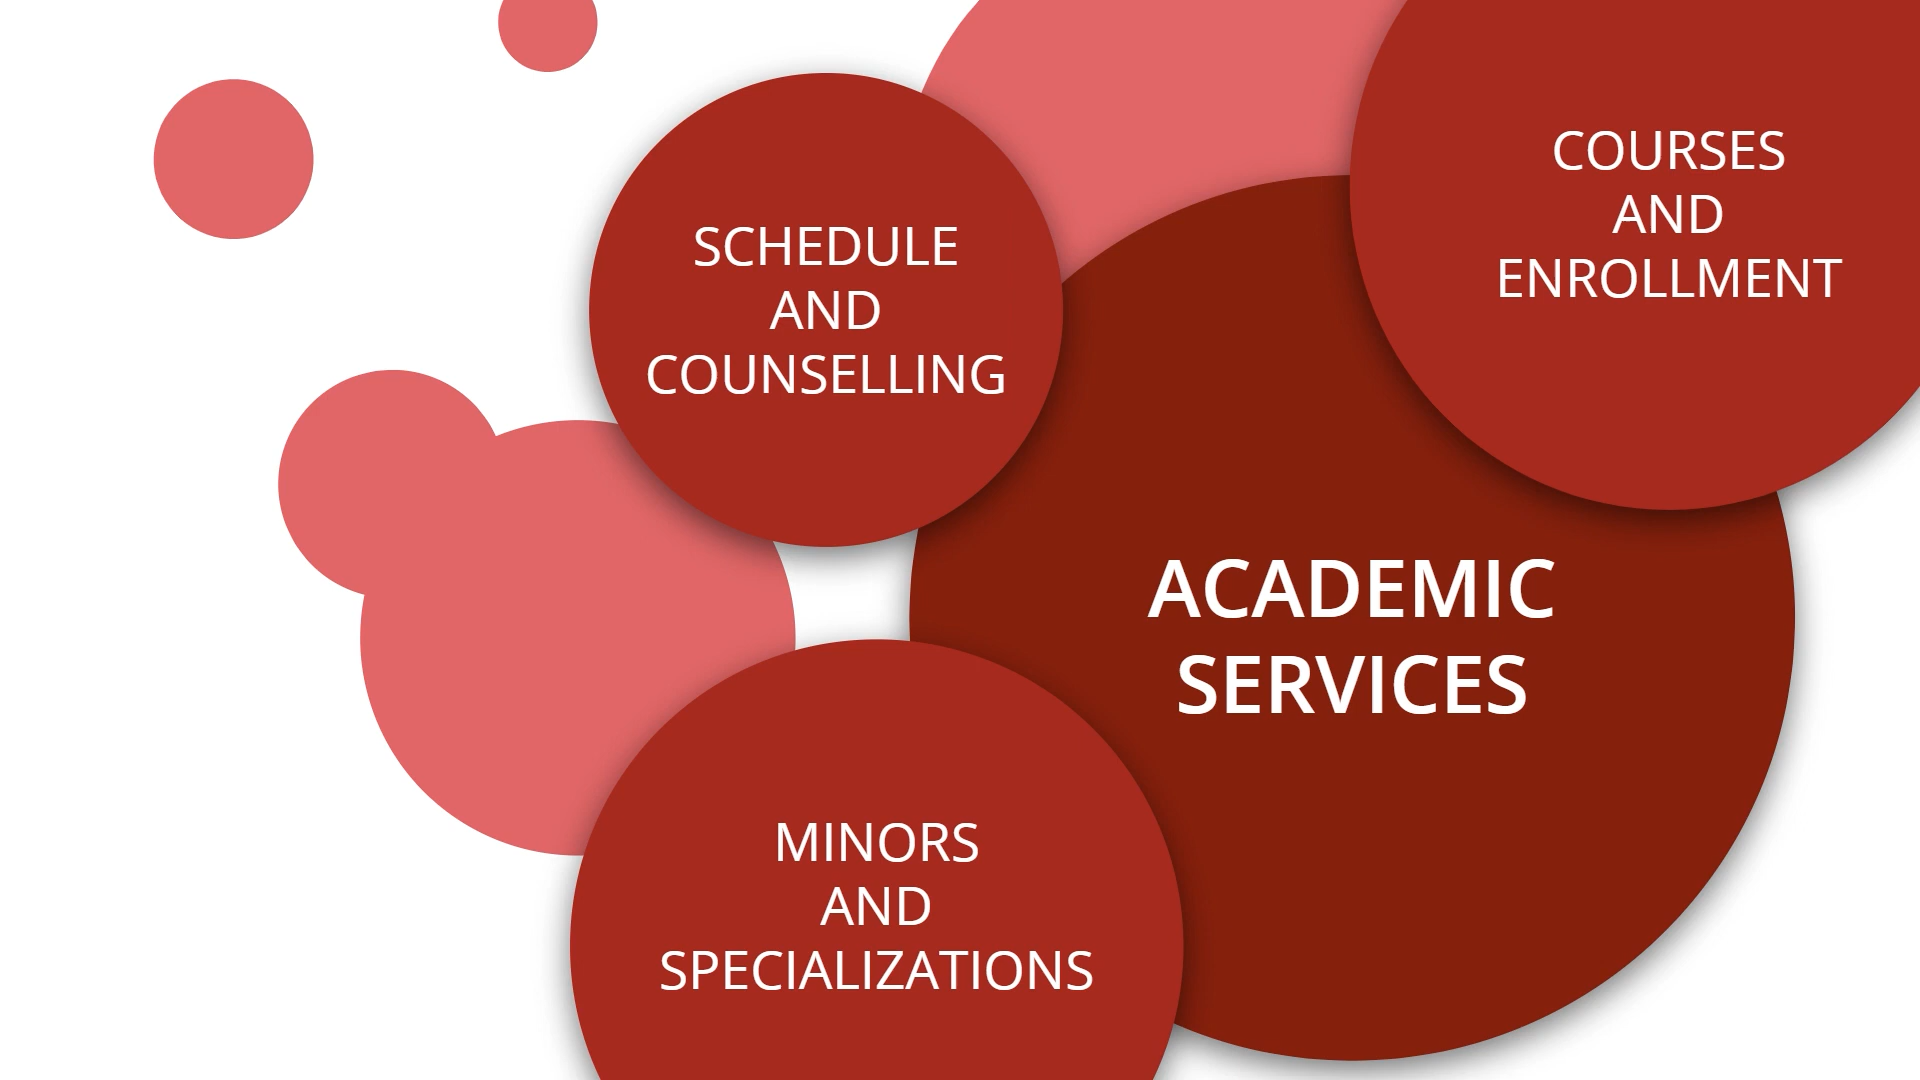 SCHEDULE
AND
COUNSELLING
COURSES
AND
ENROLLMENT
ACADEMIC
SERVICES
MINORS
AND
SPECIALIZATIONS